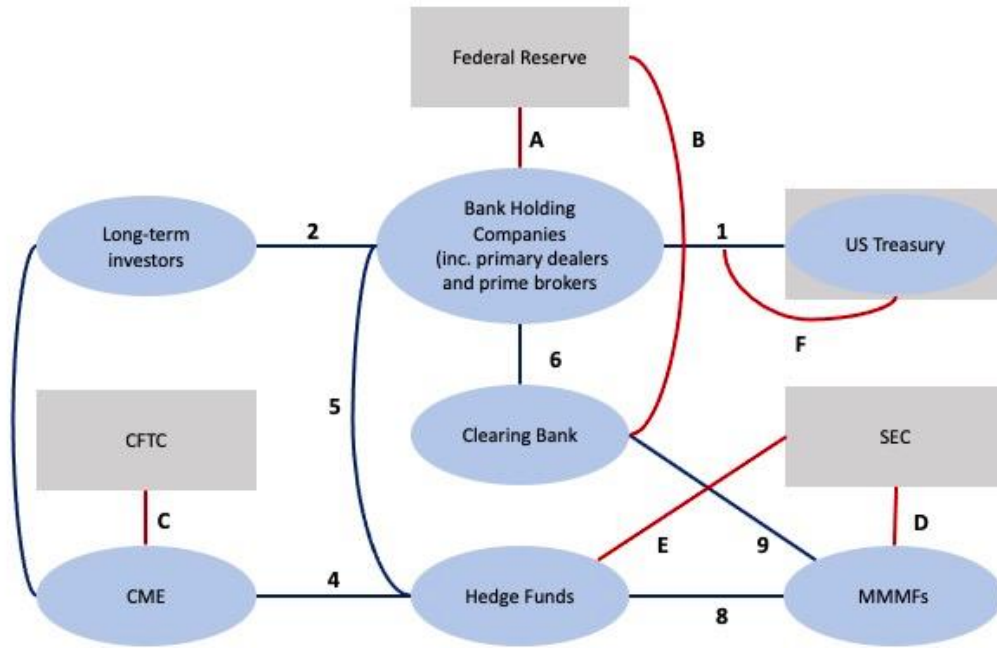 Federal Reserve
A
B
Long-term
investors
2
Bank Holding
Companies
(inc. primary dealers
and prime brokers
1
US Treasury
F
6
5
CFTC
Clearing Bank
SEC
C
E
9
D
CME
4
Hedge Funds
8
MMMFs